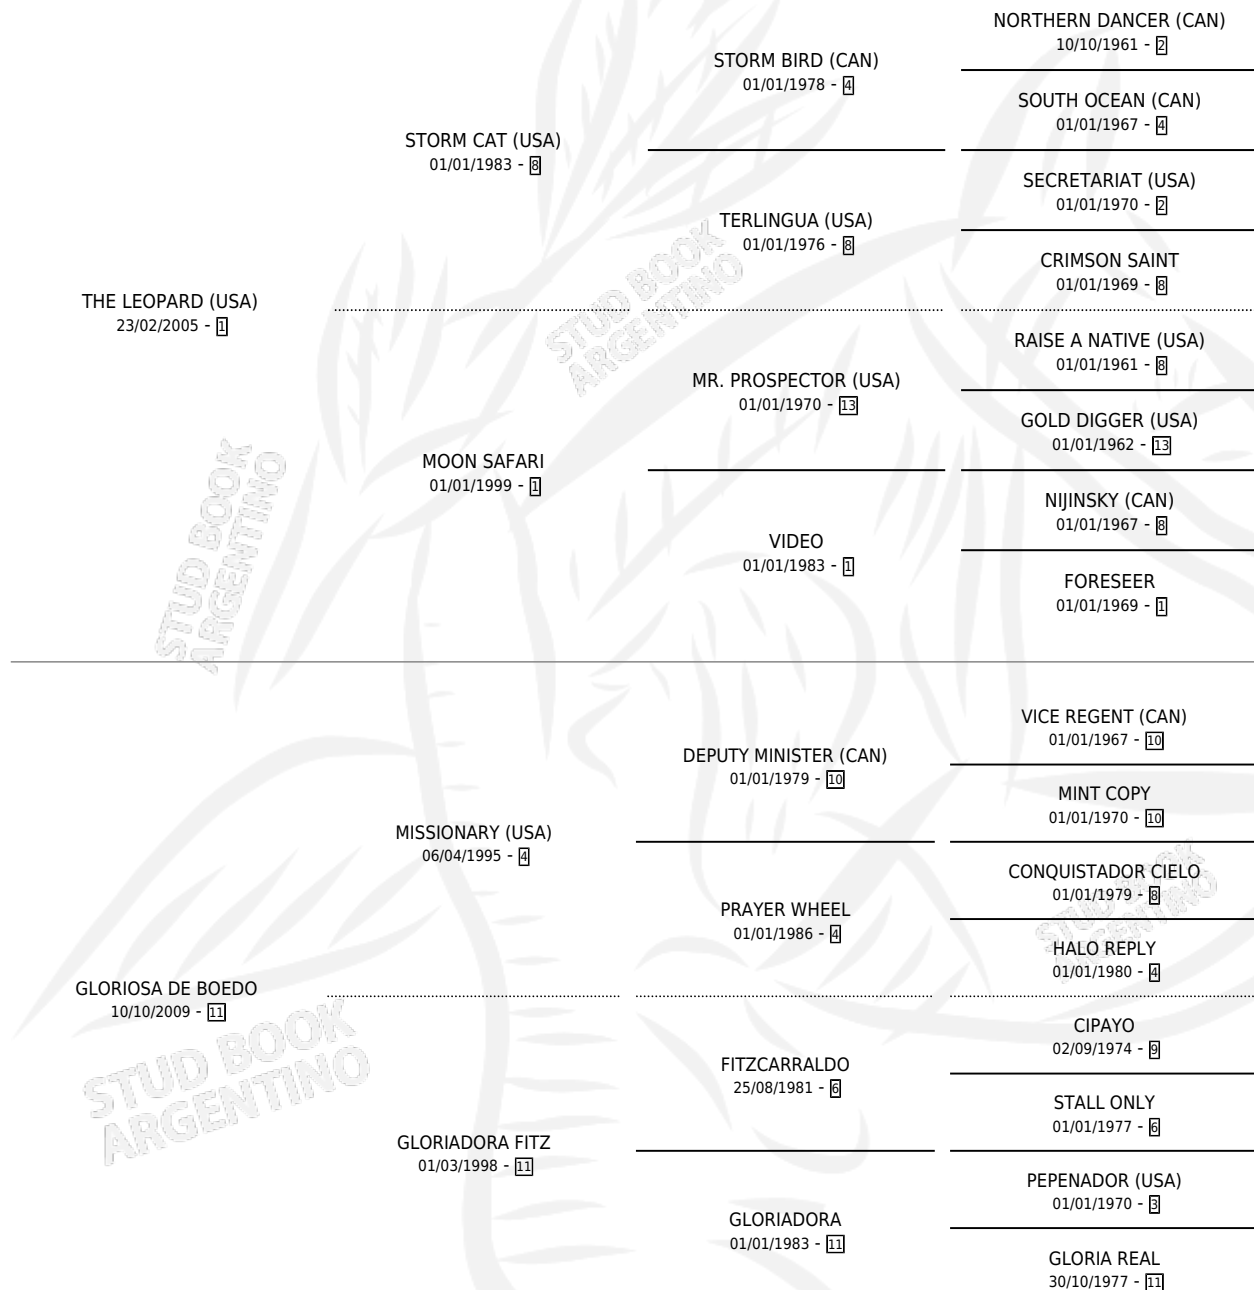 NORTHERN DANCER (CAN)
10/10/1961 - 2
STORM BIRD (CAN)
01/01/1978 - 4
SOUTH OCEAN (CAN)
01/01/1967 - 4
STORM CAT (USA)
01/01/1983 - 8
SECRETARIAT (USA)
01/01/1970 - 2
TERLINGUA (USA)
01/01/1976 - 8
CRIMSON SAINT
01/01/1969 - 8
THE LEOPARD (USA)
23/02/2005 - 1
RAISE A NATIVE (USA)
01/01/1961 - 8
MR. PROSPECTOR (USA)
01/01/1970 - 13
GOLD DIGGER (USA)
01/01/1962 - 13
MOON SAFARI
01/01/1999 - 1
NIJINSKY (CAN)
01/01/1967 - 8
VIDEO
01/01/1983 - 1
FORESEER
01/01/1969 - 1
VICE REGENT (CAN)
01/01/1967 - 10
DEPUTY MINISTER (CAN)
01/01/1979 - 10
MINT COPY
01/01/1970 - 10
MISSIONARY (USA)
06/04/1995 - 4
CONQUISTADOR CIELO
01/01/1979 - 8
PRAYER WHEEL
01/01/1986 - 4
HALO REPLY
01/01/1980 - 4
GLORIOSA DE BOEDO
10/10/2009 - 11
CIPAYO
02/09/1974 - 9
FITZCARRALDO
25/08/1981 - 6
STALL ONLY
01/01/1977 - 6
GLORIADORA FITZ
01/03/1998 - 11
PEPENADOR (USA)
01/01/1970 - 3
GLORIADORA
01/01/1983 - 11
GLORIA REAL
30/10/1977 - 11
STUD BOOK
ARGENTINO
STUD BOOK
ARGENTINO
STUD BOOK
ARGENTINO
STUD BOOK
ARGENTINO